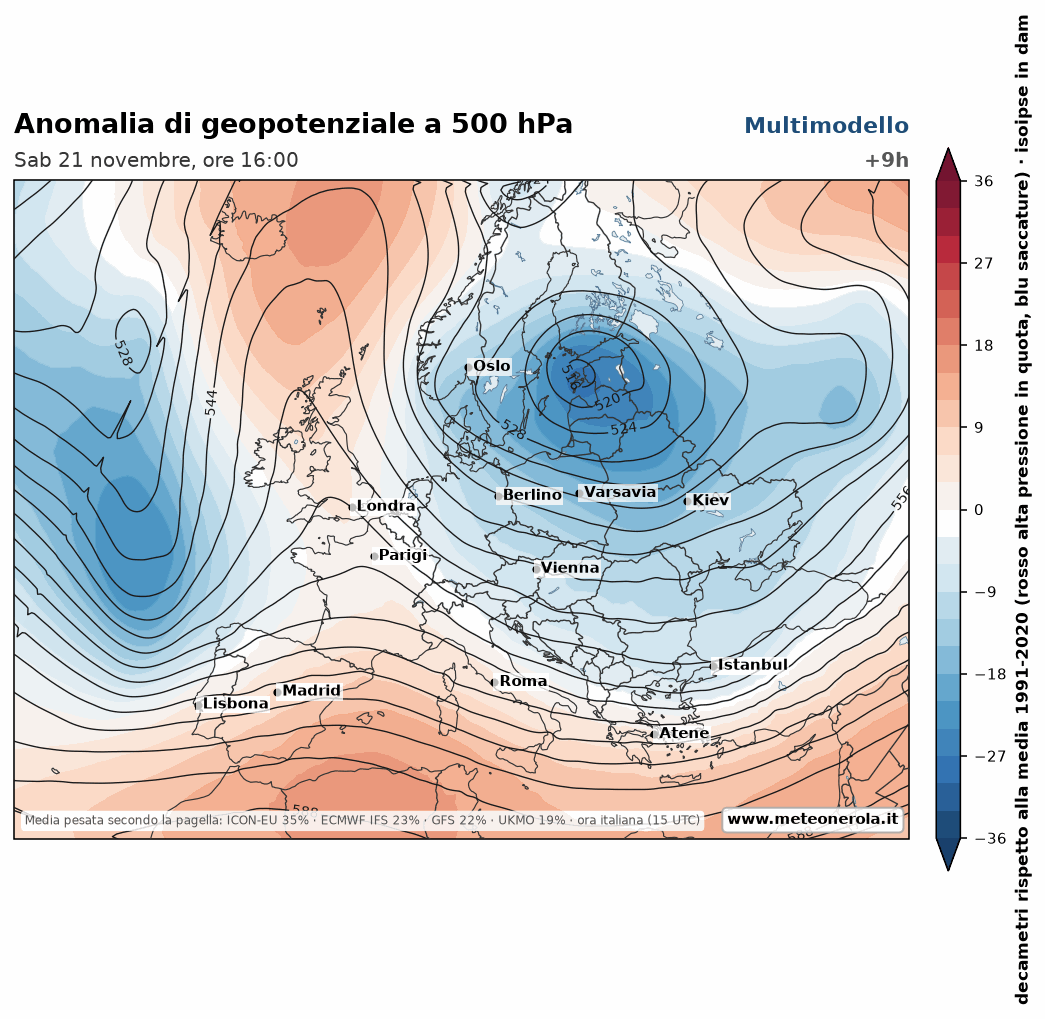 Anomalia di geopotenziale a 500 hPa
Multimodello
Sab 21 novembre, ore 16:00
+9h
528
544
Oslo
516
520
524
528
Berlino
Varsavia
Kiev
556
Londra
Parigi
Vienna
Istanbul
Roma
Madrid
Lisbona
Atene
588
588
Media pesata secondo la pagella: ICON-EU 35% · ECMWF IFS 23% · GFS 22% · UKMO 19% · ora italiana (15 UTC)
www.meteonerola.it
36
27
18
9
0
−9
−18
−27
−36
decametri rispetto alla media 1991-2020 (rosso alta pressione in quota, blu saccature) · isoipse in dam